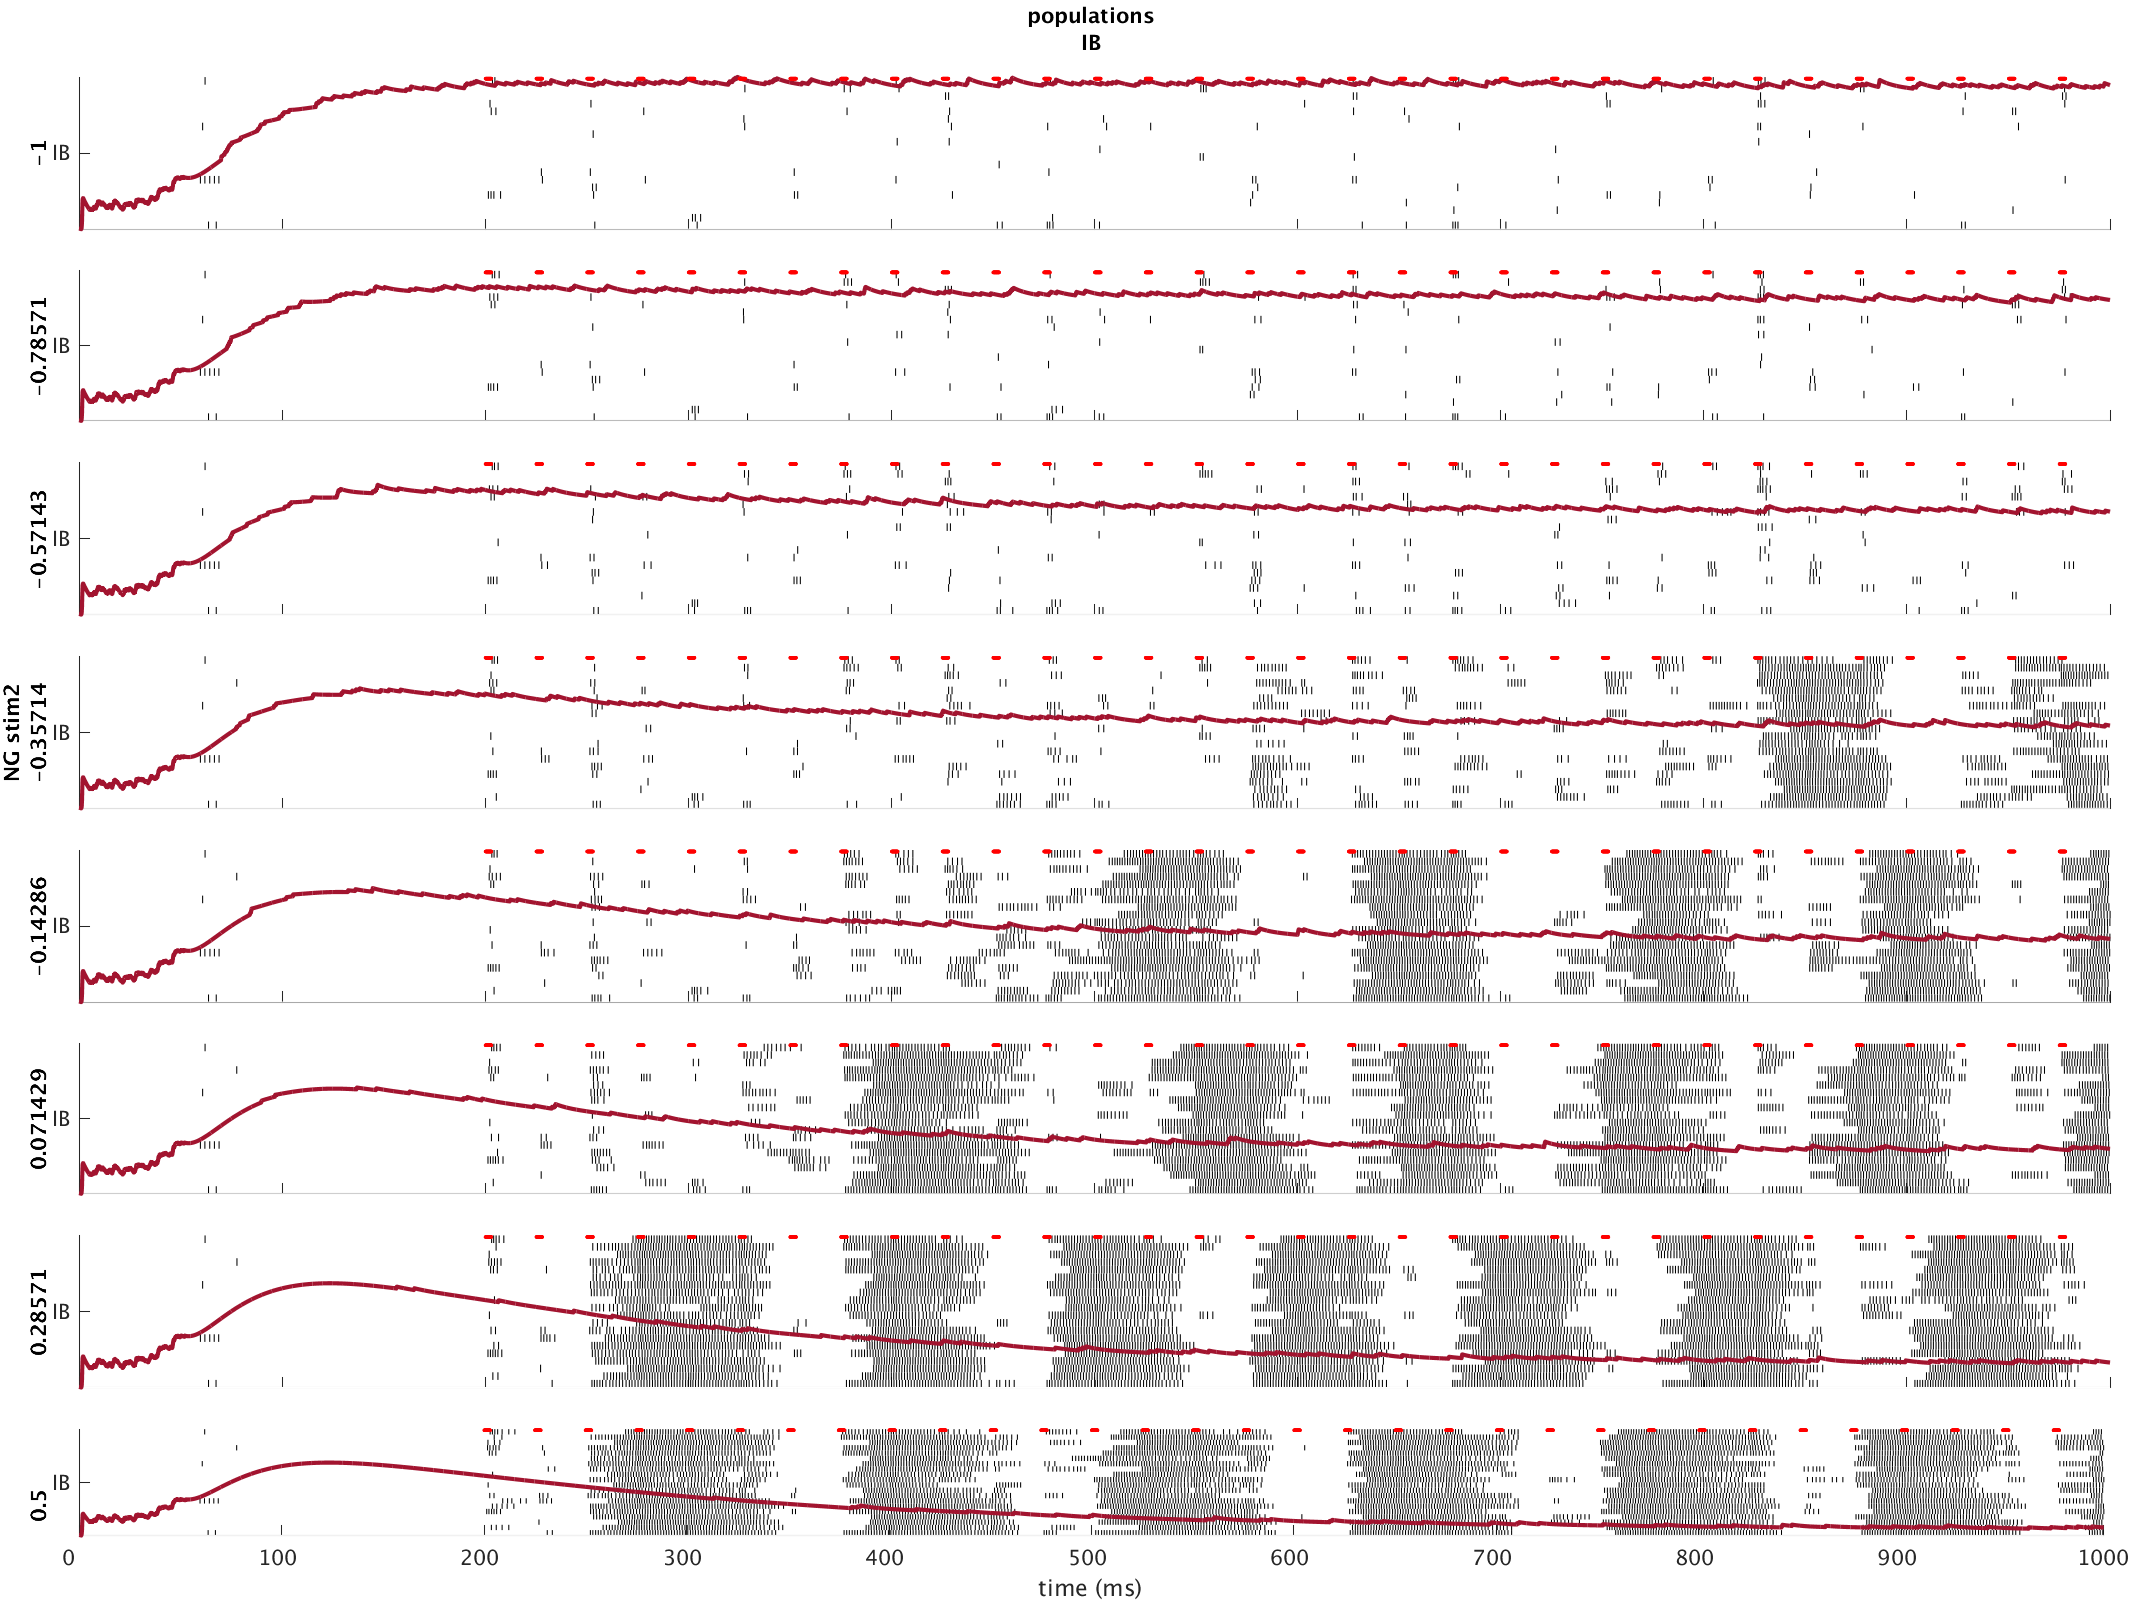 populations
IB
NG stim2
-1 IB
-0.78571 IB
-0.57143 IB
-0.35714 IB
-0.14286 IB
0.071429 IB
0.28571 IB
0.5 IB
0 100 200 300 400 500 600 700 800 900 1000
time (ms)